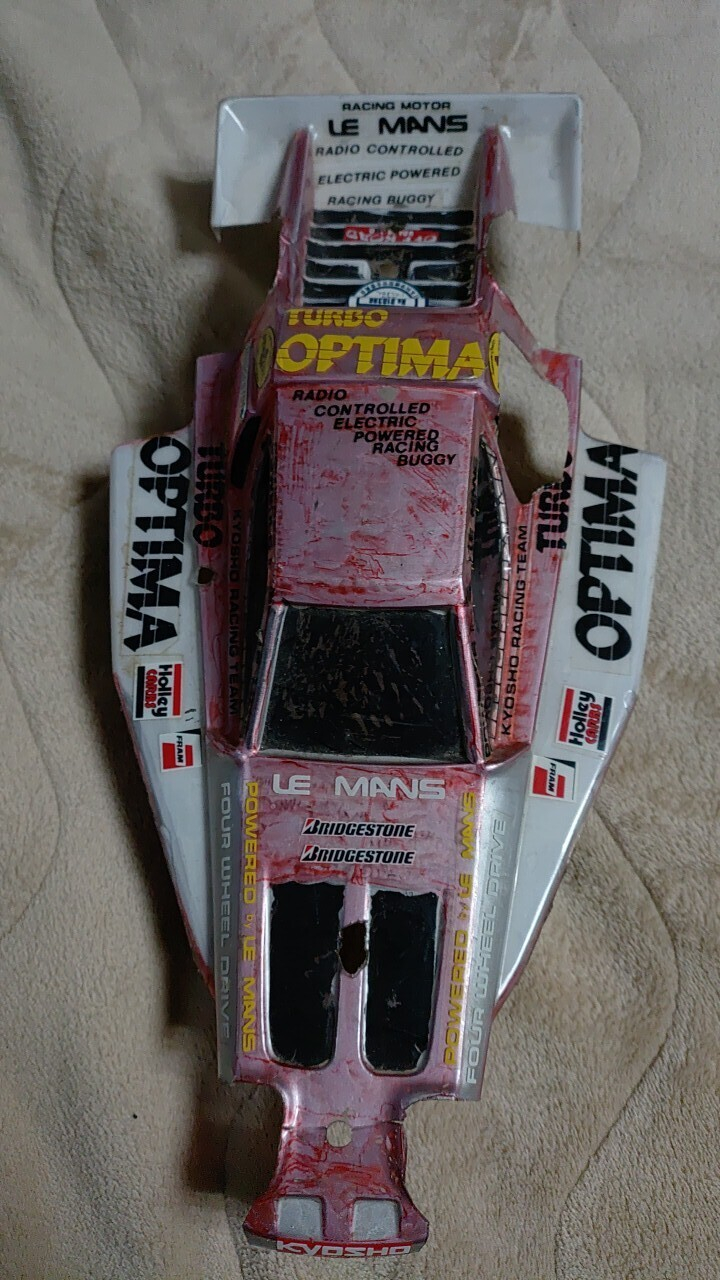 RACING MOTOR
LE MANS
RADIO CONTROLLED
ELECTRIC POWERED
RACING BUGGY
TURBO
OPTIMA
RADIO
CONTROLLED
ELECTRIC
POWERED
RACING
BUGGY
TURBO
OPTIMA
KYOSHO RACING TEAM
Holley
CARBS
FRAM
TURBO
OPTIMA
KYOSHO RACING TEAM
Holley
CARBS
FRAM
LE MANS
BRIDGESTONE
BRIDGESTONE
FOUR WHEEL DRIVE
POWERED by LE MANS
POWERED by LE MANS
FOUR WHEEL DRIVE
KYOSHO